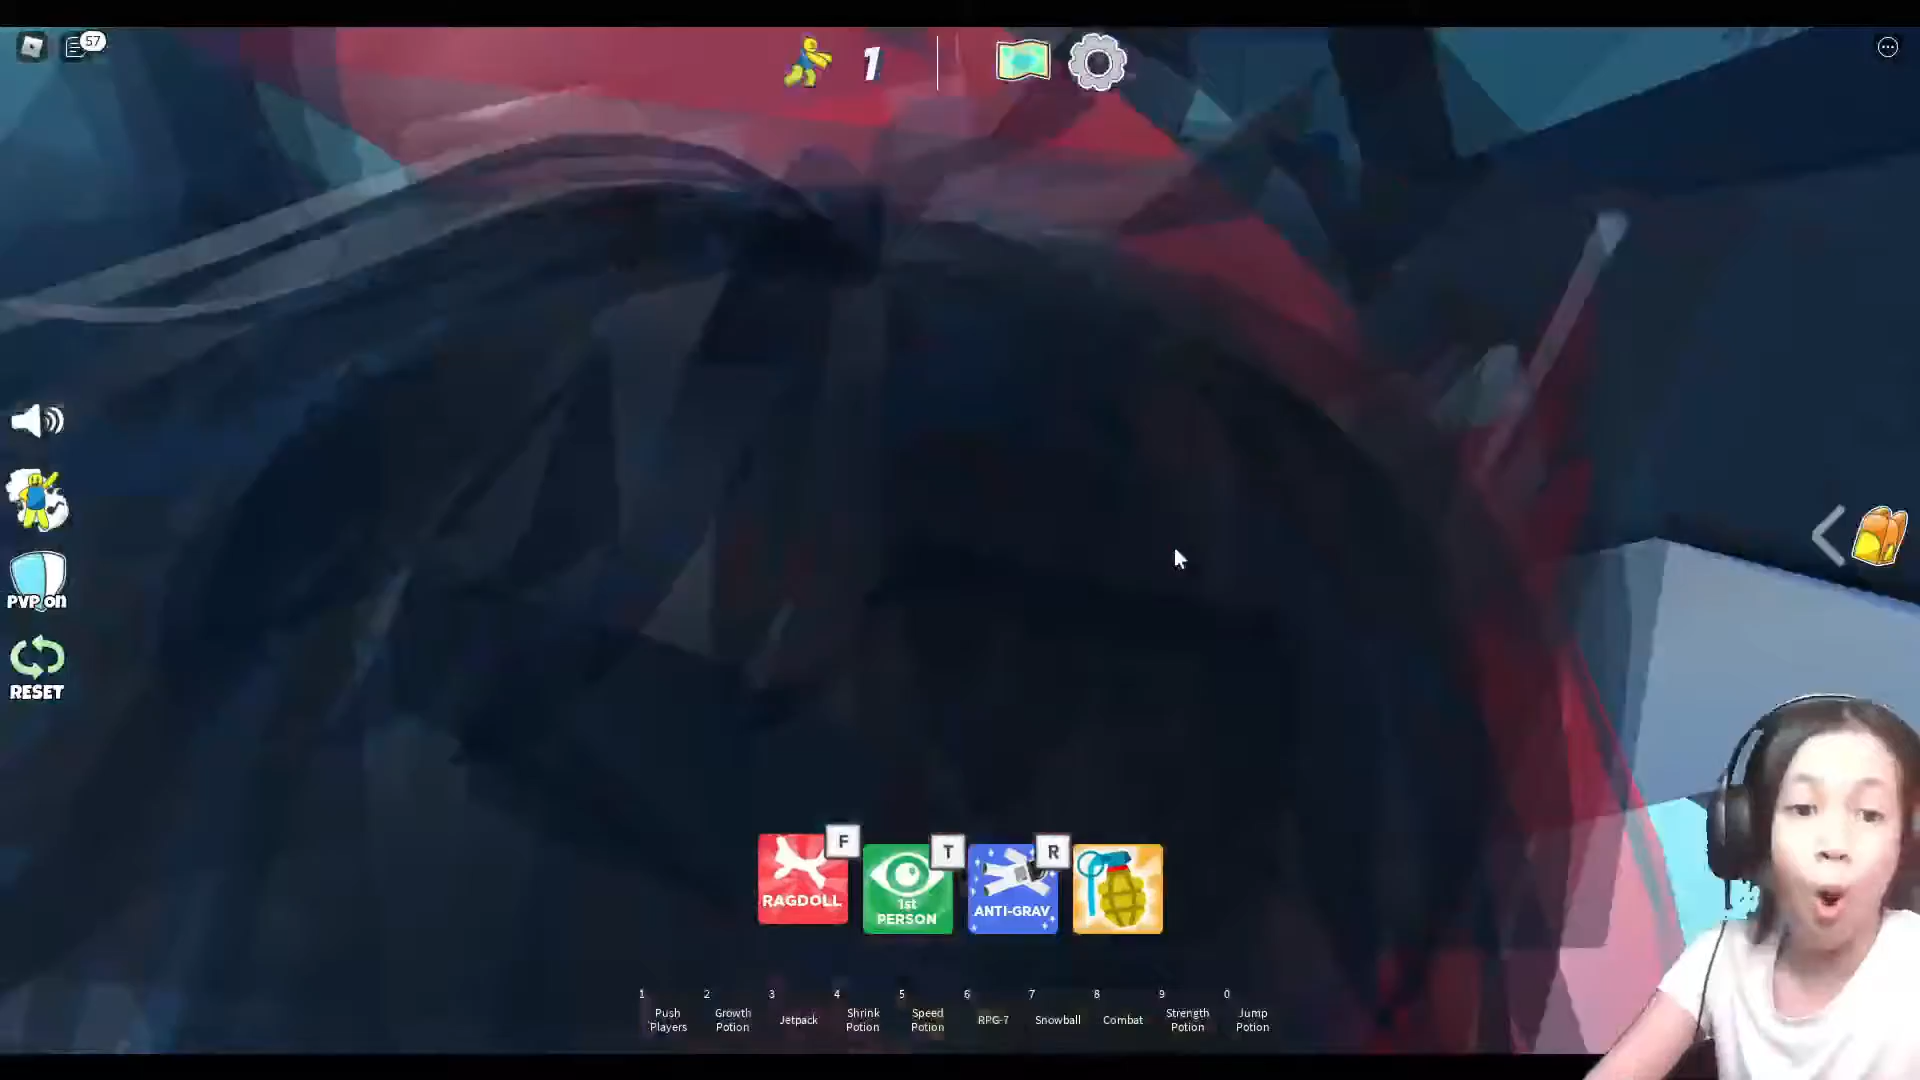 57
1
PVP on
RESET
F
T
R
RAGDOLL
1st
PERSON
ANTI-GRAV
1
2
3
4
5
6
7
8
9
0
Push
Players
Growth
Potion
Jetpack
Shrink
Potion
Speed
Potion
RPG-7
Snowball
Combat
Strength
Potion
Jump
Potion